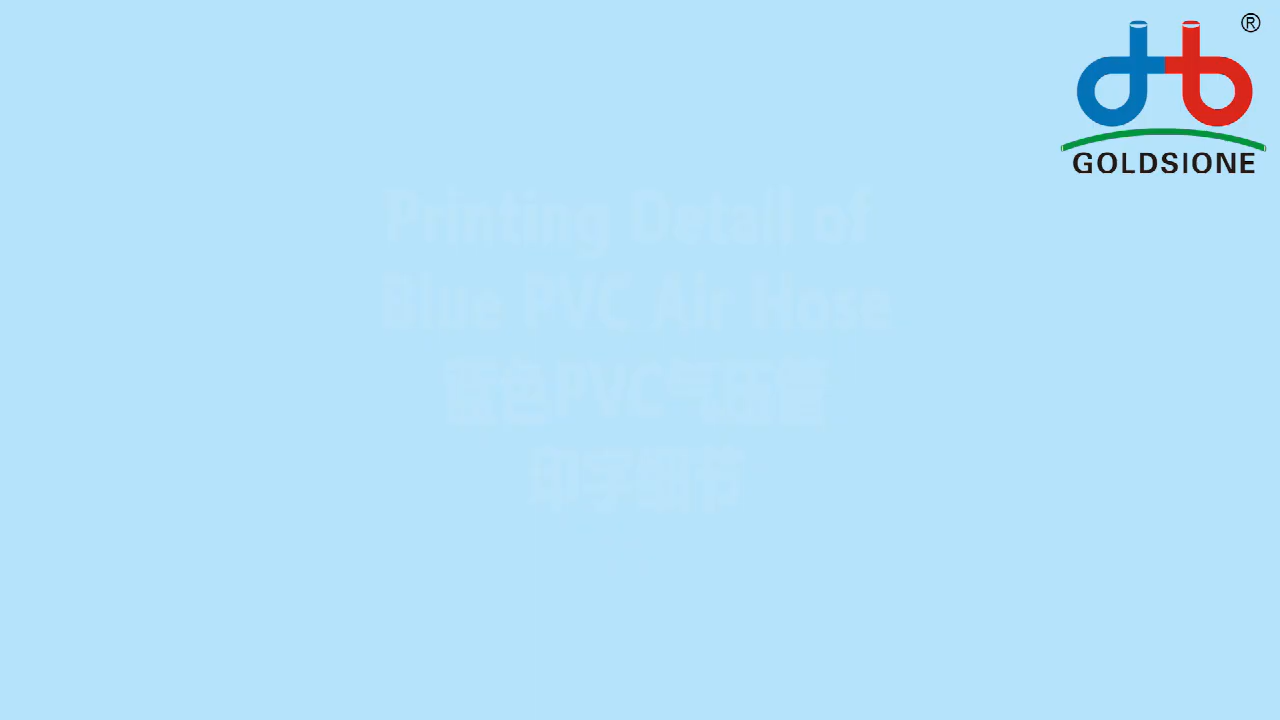 ®
GOLDSIONE
Printing Detail of
Blue PVC Air Hose
蓝色PVC气压管
印字细节